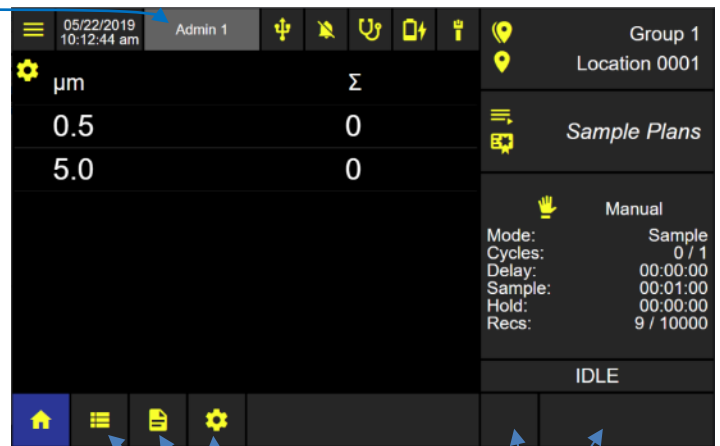 05/22/2019
10:12:44 am
Admin 1
Group 1
Location 0001
µm Σ
0.5 0
5.0 0
Sample Plans
Manual
Mode: Sample
Cycles: 0 / 1
Delay: 00:00:00
Sample: 00:01:00
Hold: 00:00:00
Recs: 9 / 10000
IDLE